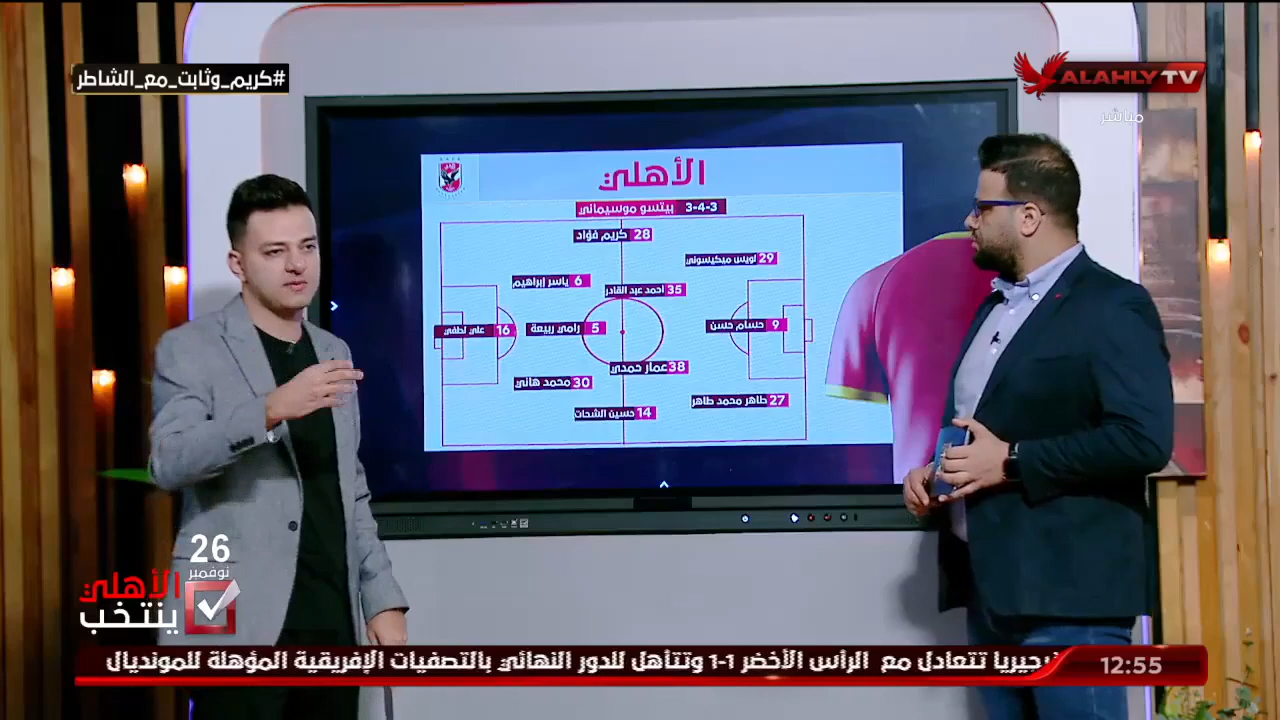 #كريم_وثابت_مع_الشاطر
ALAHLY TV
مباشر
الأهلي
3-4-3 بيتسو موسيماني
28 كريم فؤاد
29 لويس ميكيسوني
6 ياسر إبراهيم
35 احمد عبد القادر
16 علي لطفي
5 رامي ربيعة
9 حسام حسن
38 عمار حمدي
30 محمد هاني
27 طاهر محمد طاهر
14 حسين الشحات
26
نوفمبر
الأهلي
ينتخب
نيجيريا تتعادل مع الرأس الأخضر 1-1 وتتأهل للدور النهائي بالتصفيات الإفريقية المؤهلة للمونديال
12:55